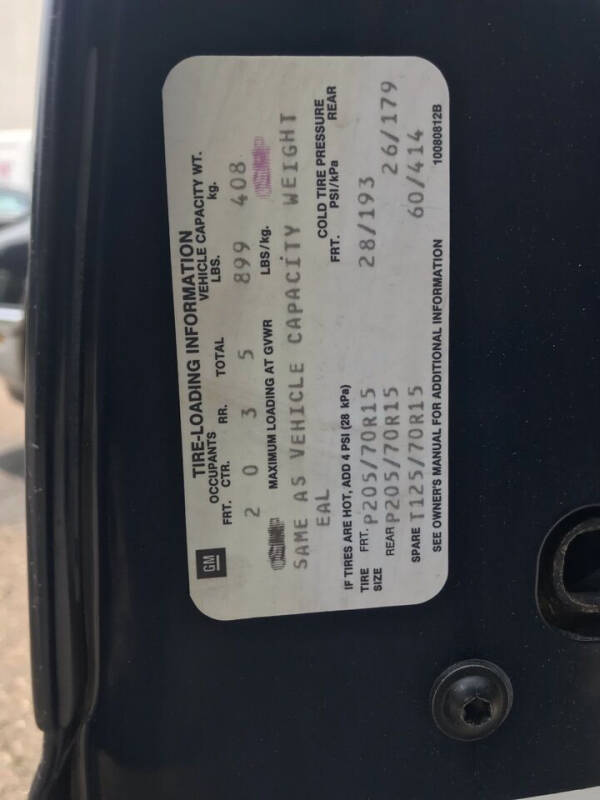 GM
TIRE-LOADING INFORMATION
OCCUPANTS VEHICLE CAPACITY WT.
FRT. CTR. RR. TOTAL LBS. kg.
2 0 3 5 899 408
MAXIMUM LOADING AT GVWR LBS/kg.
SAME AS VEHICLE CAPACITY WEIGHT
EAL
COLD TIRE PRESSURE
IF TIRES ARE HOT, ADD 4 PSI (28 kPa) FRT. PSI/kPa REAR
TIRE SIZE FRT. P205/70R15 28/193
REAR P205/70R15 26/179
SPARE T125/70R15 60/414
SEE OWNER'S MANUAL FOR ADDITIONAL INFORMATION 10080812B